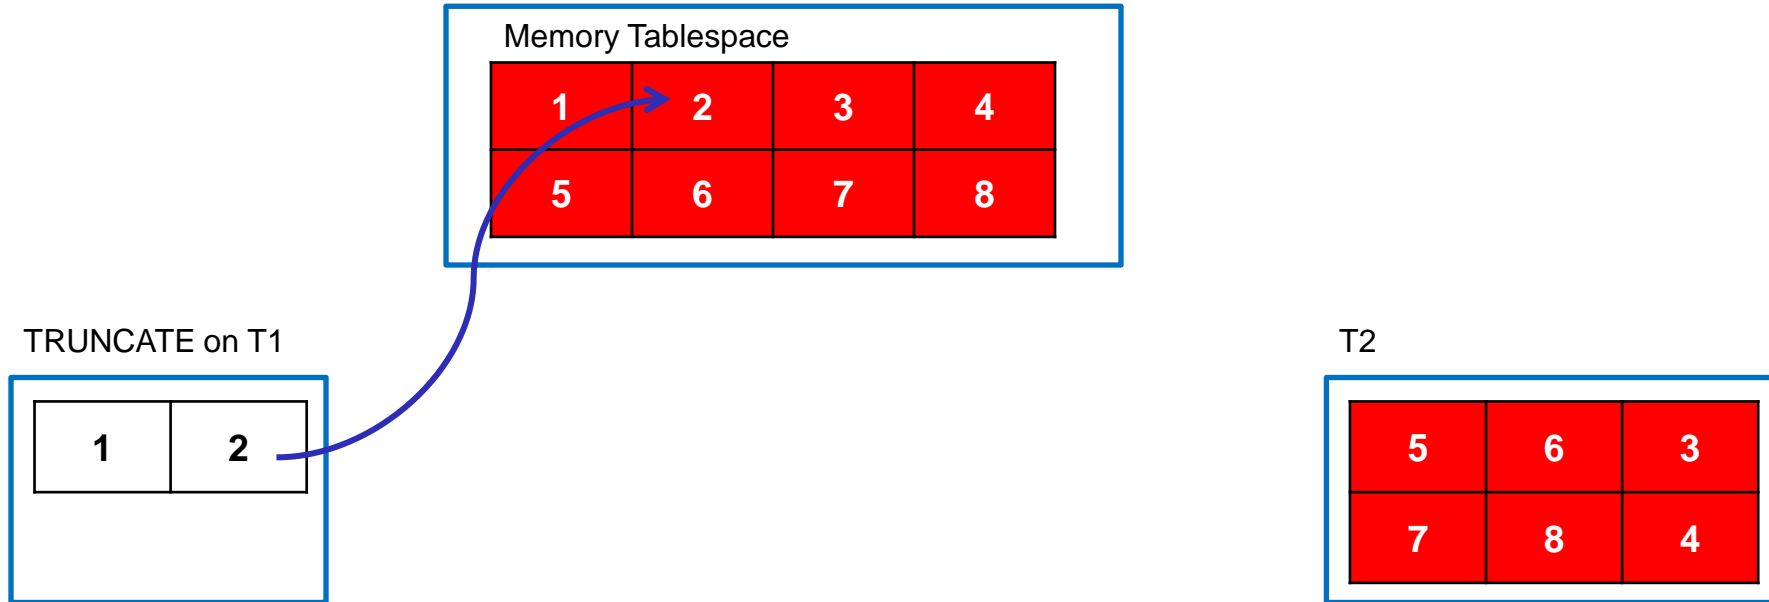 Memory Tablespace
1 2 3 4
5 6 7 8
TRUNCATE on T1
1 2
T2
5 6 3
7 8 4